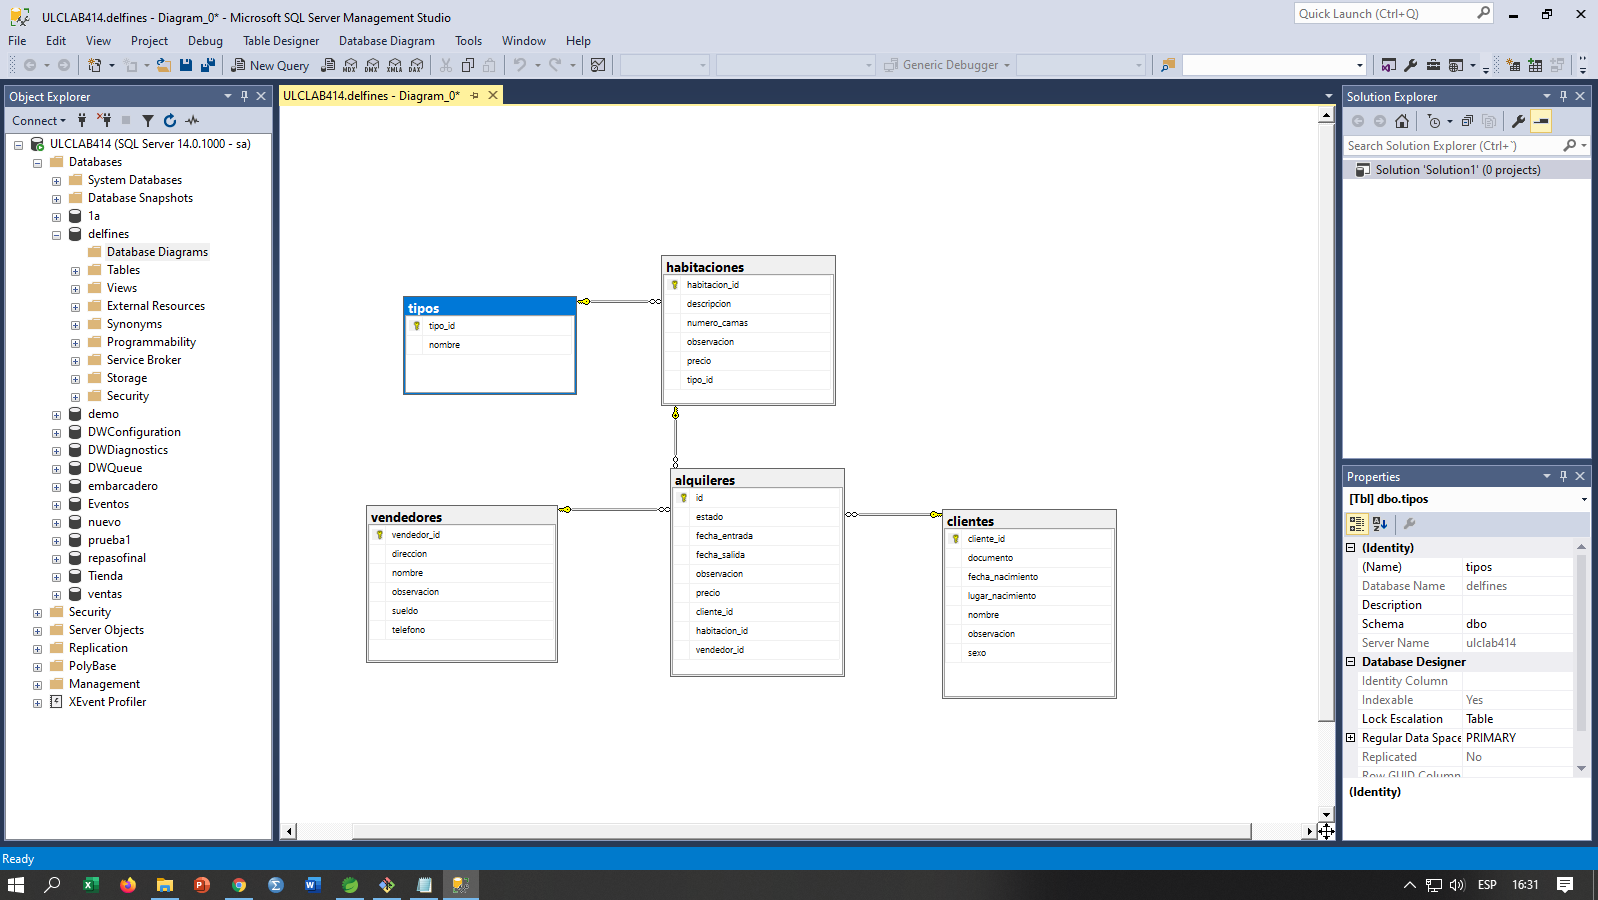 ULCLAB414.delfines - Diagram_0* - Microsoft SQL Server Management Studio
Quick Launch (Ctrl+Q)
File Edit View Project Debug Table Designer Database Diagram Tools Window Help
New Query MDX DMX XMLA DAX Generic Debugger
Object Explorer
Connect
ULCLAB414 (SQL Server 14.0.1000 - sa)
Databases
System Databases
Database Snapshots
1a
delfines
Database Diagrams
Tables
Views
External Resources
Synonyms
Programmability
Service Broker
Storage
Security
demo
DWConfiguration
DWDiagnostics
DWQueue
embarcadero
Eventos
nuevo
prueba1
repasofinal
Tienda
ventas
Security
Server Objects
Replication
PolyBase
Management
XEvent Profiler
ULCLAB414.delfines - Diagram_0*
tipos
tipo_id
nombre
habitaciones
habitacion_id
descripcion
numero_camas
observacion
precio
tipo_id
vendedores
vendedor_id
direccion
nombre
observacion
sueldo
telefono
alquileres
id
estado
fecha_entrada
fecha_salida
observacion
precio
cliente_id
habitacion_id
vendedor_id
clientes
cliente_id
documento
fecha_nacimiento
lugar_nacimiento
nombre
observacion
sexo
Solution Explorer
Search Solution Explorer (Ctrl+`)
Solution 'Solution1' (0 projects)
Properties
[Tbl] dbo.tipos
(Identity)
(Name) tipos
Database Name delfines
Description
Schema dbo
Server Name ulclab414
Database Designer
Identity Column
Indexable Yes
Lock Escalation Table
Regular Data Space PRIMARY
Replicated No
Row GUID Column
(Identity)
Ready
ESP 16:31